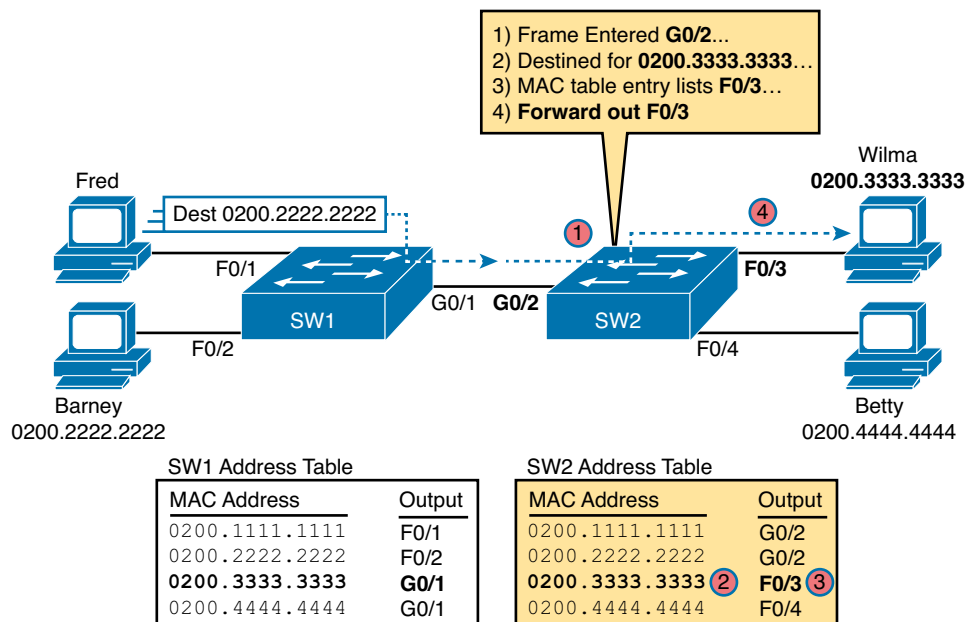 1) Frame Entered G0/2...
2) Destined for 0200.3333.3333...
3) MAC table entry lists F0/3...
4) Forward out F0/3
Wilma
0200.3333.3333
Fred
Dest 0200.2222.2222
1
4
F0/1
F0/3
G0/1
G0/2
SW1
SW2
F0/2
F0/4
Barney
0200.2222.2222
Betty
0200.4444.4444
SW1 Address Table
MAC Address Output
0200.1111.1111 F0/1
0200.2222.2222 F0/2
0200.3333.3333 G0/1
0200.4444.4444 G0/1
SW2 Address Table
MAC Address Output
0200.1111.1111 G0/2
0200.2222.2222 G0/2
0200.3333.3333 2 F0/3 3
0200.4444.4444 F0/4